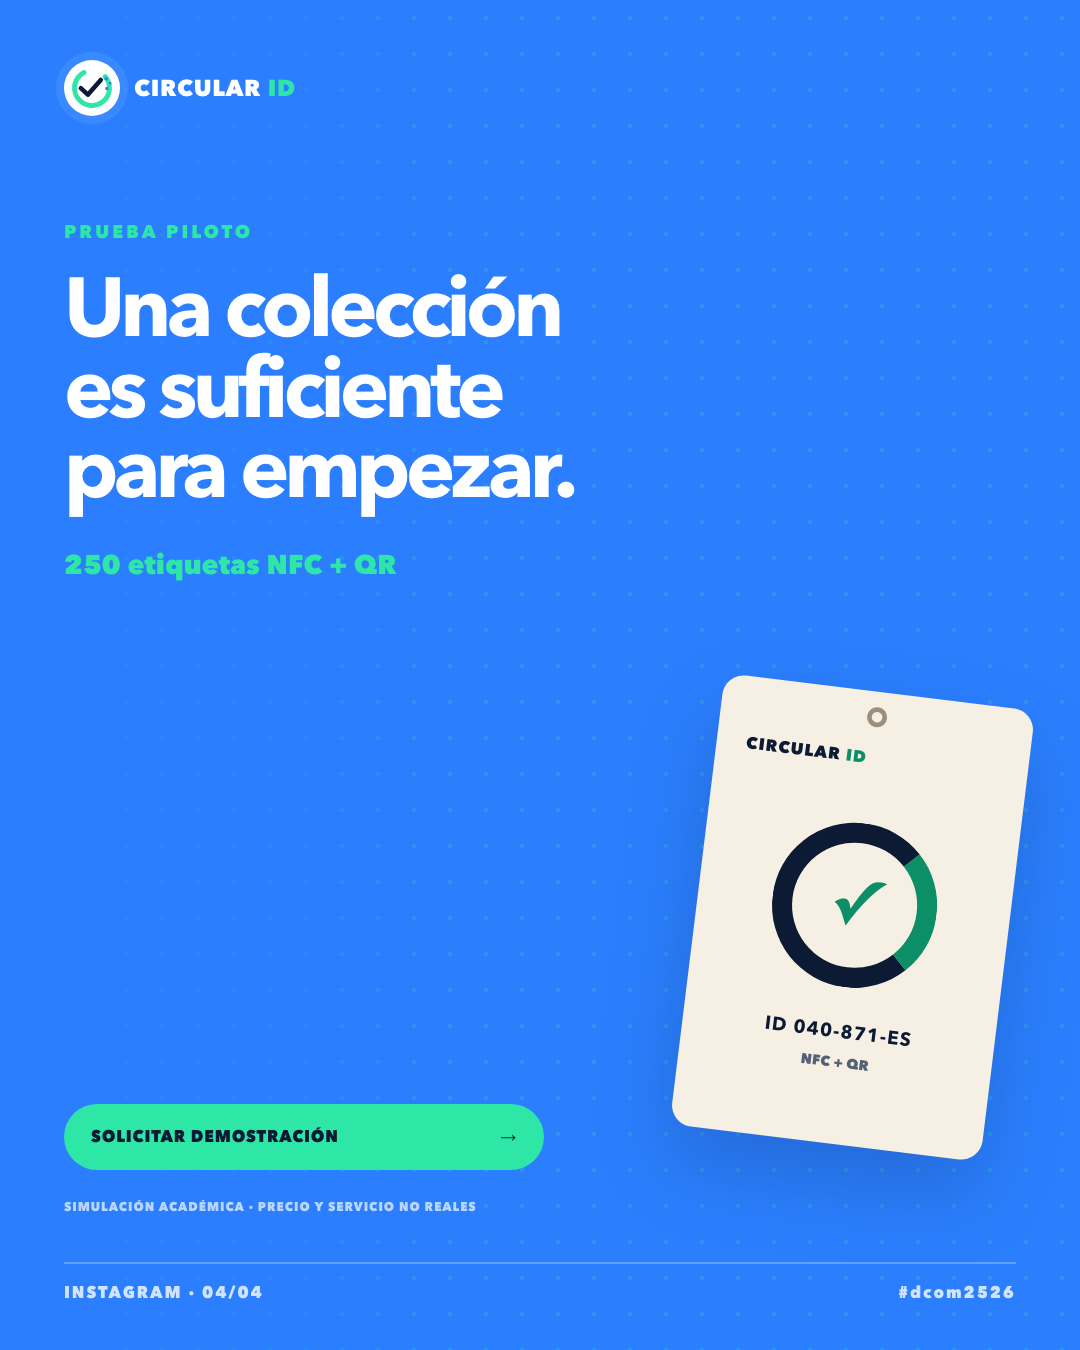 CIRCULAR ID
PRUEBA PILOTO
Una colección
es suficiente
para empezar.
250 etiquetas NFC + QR
CIRCULAR ID
ID 040-871-ES
NFC + QR
SOLICITAR DEMOSTRACIÓN →
SIMULACIÓN ACADÉMICA · PRECIO Y SERVICIO NO REALES
INSTAGRAM · 04/04
#dcom2526